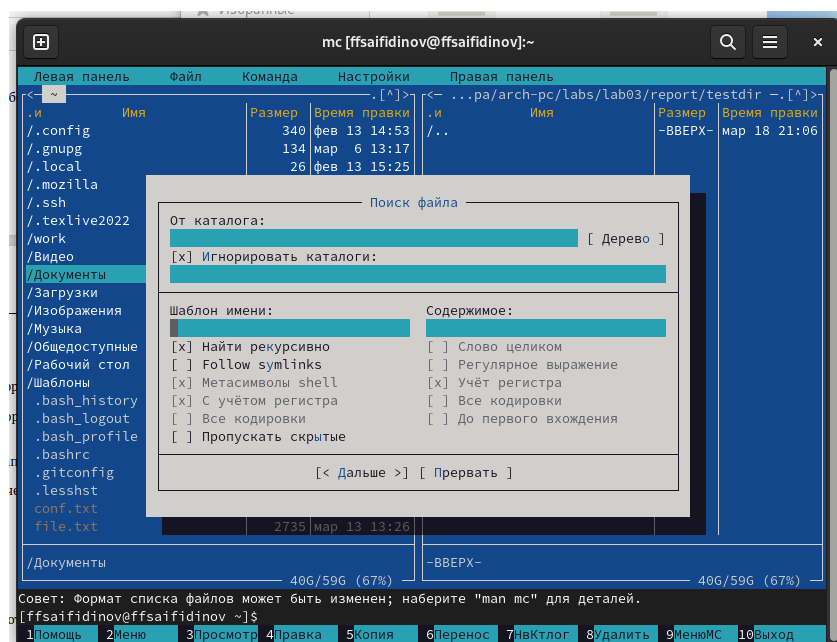 Избранные
mc [ffsaifidinov@ffsaifidinov]:~
Левая панель Файл Команда Настройки Правая панель
<- ~ .[^]> <- ...pa/arch-pc/labs/lab03/report/testdir .[^]>
.и Имя Размер Время правки .и Имя Размер Время правки
/.config 340 фев 13 14:53 /.. -ВВЕРХ- мар 18 21:06
/.gnupg 134 мар 6 13:17
/.local 26 фев 13 15:25
/.mozilla
/.ssh
/.texlive2022
/work
/Видео
/Документы
/Загрузки
/Изображения
/Музыка
/Общедоступные
/Рабочий стол
/Шаблоны
.bash_history
.bash_logout
.bash_profile
.bashrc
.gitconfig
.lesshst
conf.txt
file.txt 2735 мар 13 13:26
Поиск файла
От каталога:
[ Дерево ]
[x] Игнорировать каталоги:
Шаблон имени: Содержимое:
[x] Найти рекурсивно [ ] Слово целиком
[ ] Follow symlinks [ ] Регулярное выражение
[x] Метасимволы shell [x] Учёт регистра
[x] С учётом регистра [ ] Все кодировки
[ ] Все кодировки [ ] До первого вхождения
[ ] Пропускать скрытые
[< Дальше >] [ Прервать ]
/Документы -ВВЕРХ-
40G/59G (67%) 40G/59G (67%)
Совет: Формат списка файлов может быть изменен; наберите "man mc" для деталей.
[ffsaifidinov@ffsaifidinov ~]$
1Помощь 2Меню 3Просмотр 4Правка 5Копия 6Перенос 7НвКтлог 8Удалить 9МенюМС 10Выход